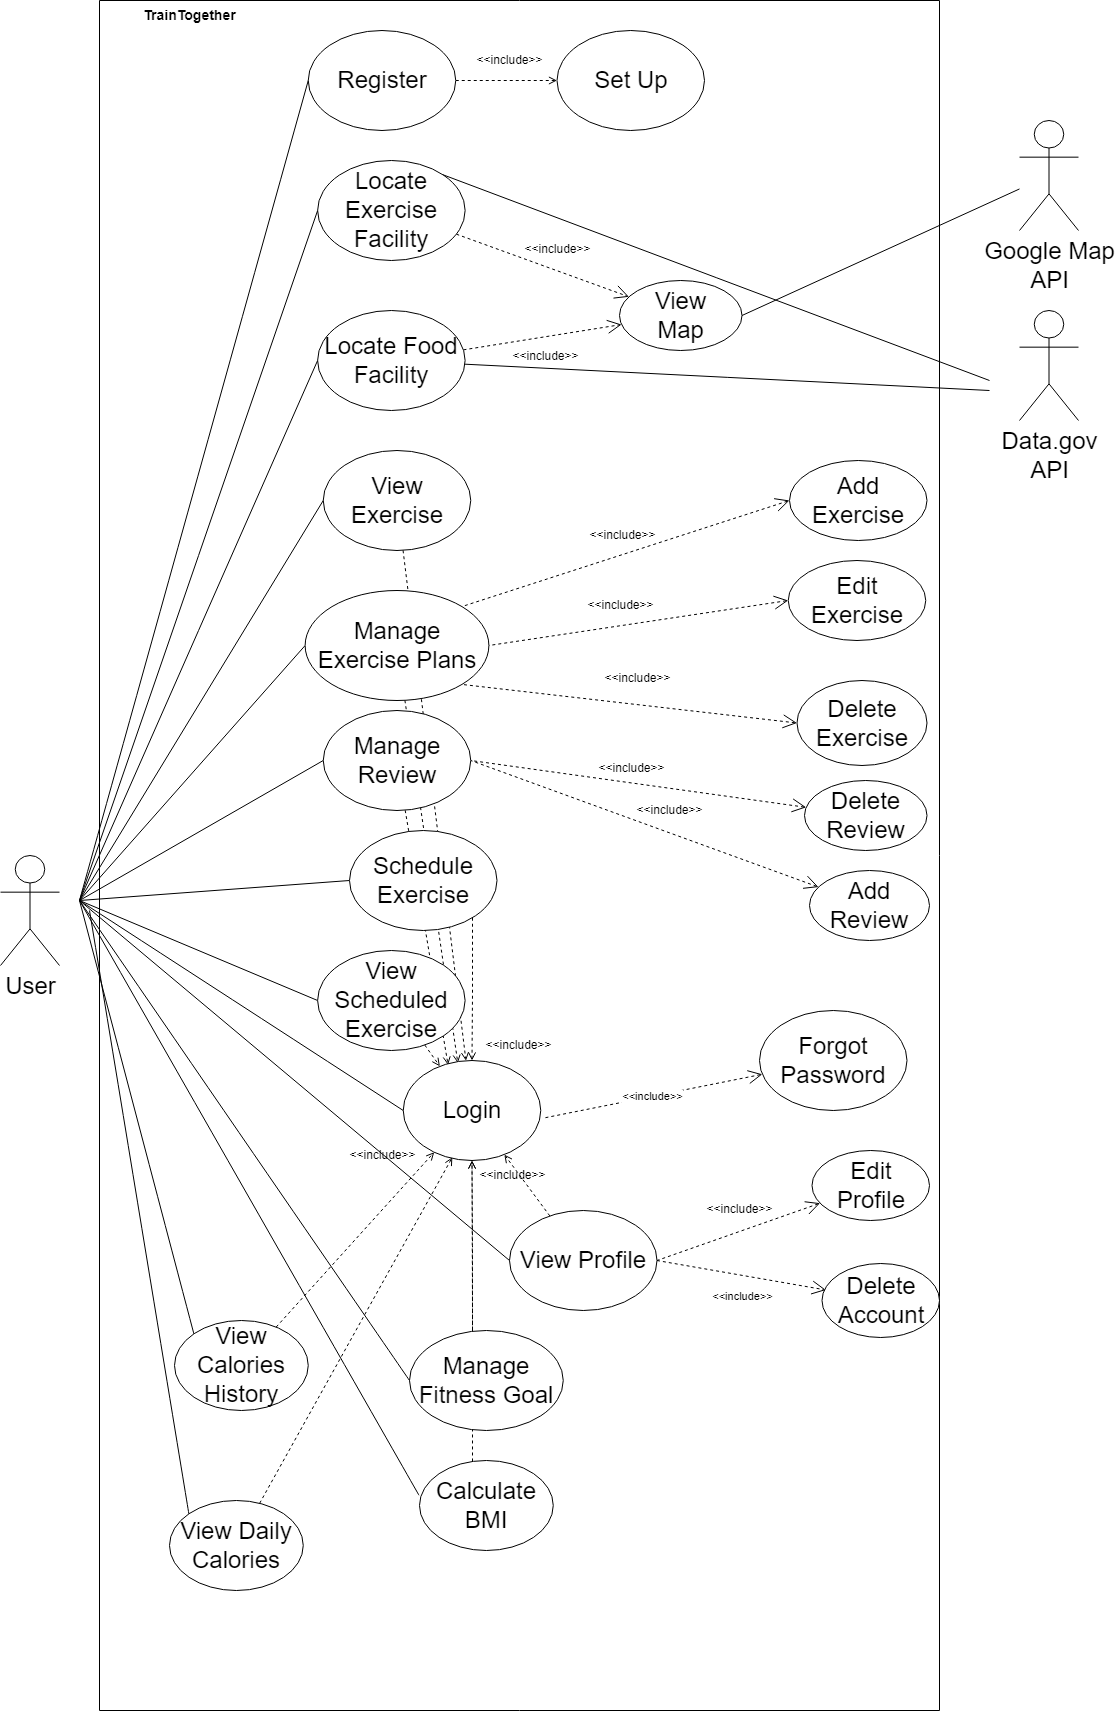 TrainTogether
Register
<<include>>
Set Up
Locate
Exercise
Facility
<<include>>
Google Map
API
View
Map
Locate Food
Facility
<<include>>
Data.gov
API
View
Exercise
Add
Exercise
<<include>>
Edit
Exercise
<<include>>
Manage
Exercise Plans
<<include>>
Delete
Exercise
Manage
Review
<<include>>
Delete
Review
<<include>>
Schedule
Exercise
Add
Review
User
View
Scheduled
Exercise
<<include>>
Forgot
Password
Login
<<include>>
<<include>>
<<include>>
Edit
Profile
<<include>>
View Profile
Delete
Account
<<include>>
View
Calories
History
Manage
Fitness Goal
Calculate
BMI
View Daily
Calories